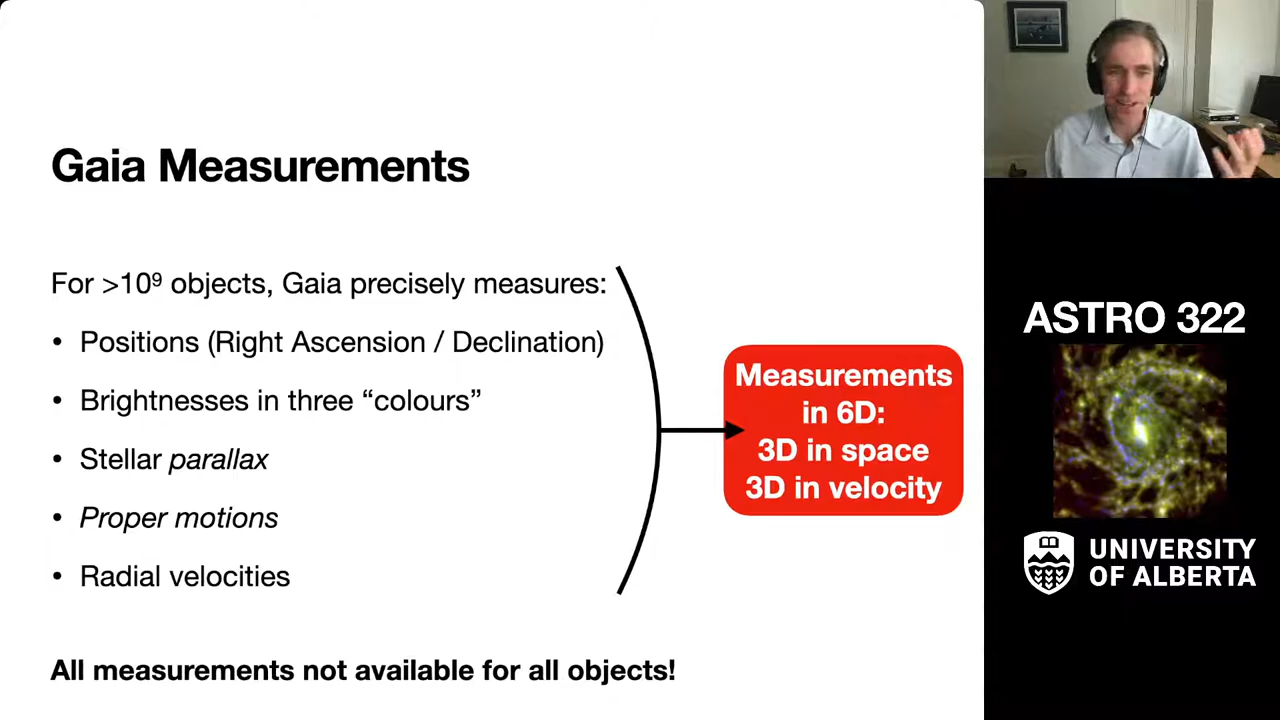 Gaia Measurements
For >10⁹ objects, Gaia precisely measures:
• Positions (Right Ascension / Declination)
• Brightnesses in three “colours”
• Stellar parallax
• Proper motions
• Radial velocities
All measurements not available for all objects!
Measurements
in 6D:
3D in space
3D in velocity
ASTRO 322
UNIVERSITY
OF ALBERTA